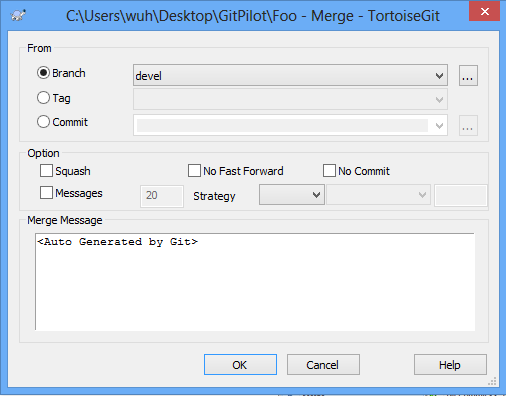 C:\Users\wuh\Desktop\GitPilot\Foo - Merge - TortoiseGit
From
Branch
devel
...
Tag
Commit
...
Option
Squash
No Fast Forward
No Commit
Messages
20
Strategy
Merge Message
<Auto Generated by Git>
OK
Cancel
Help